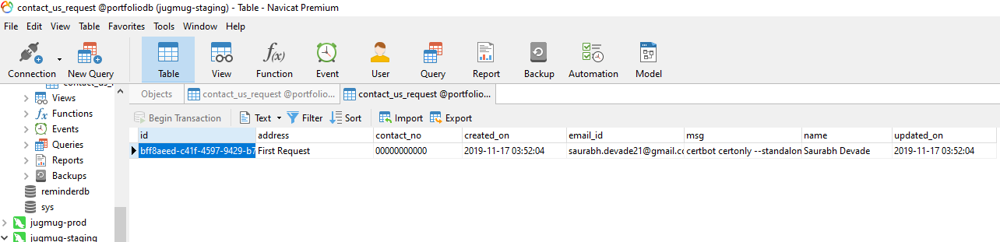 contact_us_request @portfoliodb (jugmug-staging) - Table - Navicat Premium
File Edit View Table Favorites Tools Window Help
Connection New Query Table View Function Event User Query Report Backup Automation Model
Objects contact_us_request @portfolio... contact_us_request @portfolio...
Views
Functions
Events
Queries
Reports
Backups
reminderdb
sys
jugmug-prod
jugmug-staging
Begin Transaction Text Filter Sort Import Export
id address contact_no created_on email_id msg name updated_on
bff8aeed-c41f-4597-9429-b7 First Request 00000000000 2019-11-17 03:52:04 saurabh.devade21@gmail.co certbot certonly --standalon Saurabh Devade 2019-11-17 03:52:04